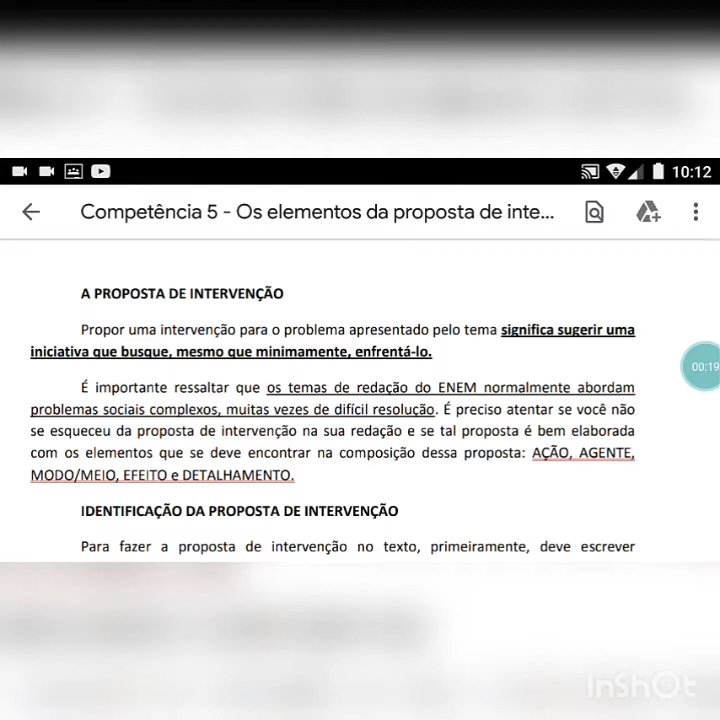 10:12
Competência 5 - Os elementos da proposta de inte...
A PROPOSTA DE INTERVENÇÃO
Propor uma intervenção para o problema apresentado pelo tema significa sugerir uma
iniciativa que busque, mesmo que minimamente, enfrentá-lo.
00:19
É importante ressaltar que os temas de redação do ENEM normalmente abordam
problemas sociais complexos, muitas vezes de difícil resolução. É preciso atentar se você não
se esqueceu da proposta de intervenção na sua redação e se tal proposta é bem elaborada
com os elementos que se deve encontrar na composição dessa proposta: AÇÃO, AGENTE,
MODO/MEIO, EFEITO e DETALHAMENTO.
IDENTIFICAÇÃO DA PROPOSTA DE INTERVENÇÃO
Para fazer a proposta de intervenção no texto, primeiramente, deve escrever
InShOt